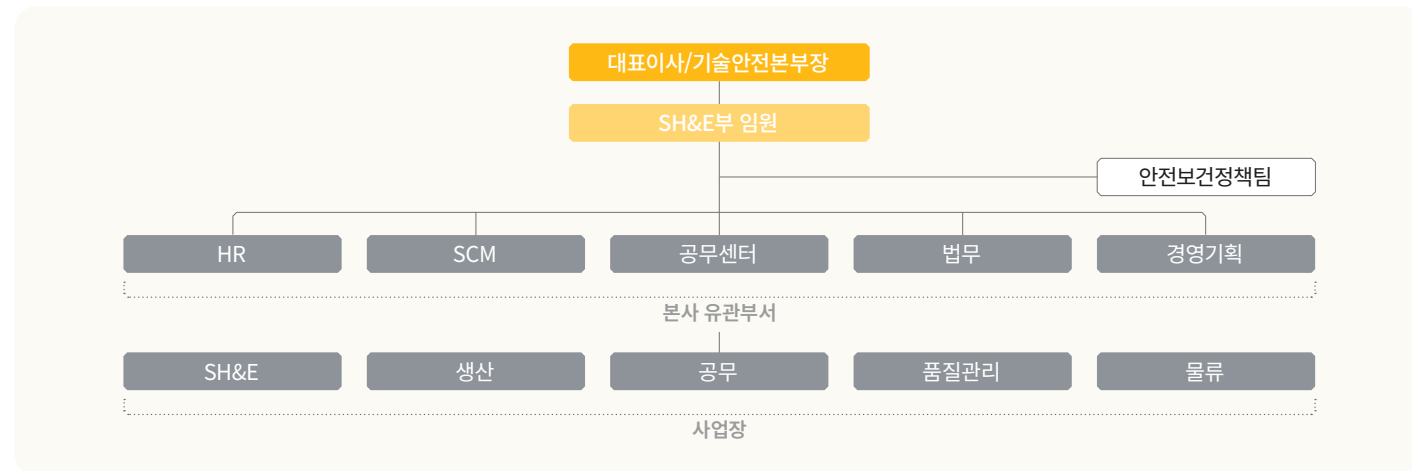 대표이사/기술안전본부장
SH&E부 임원
안전보건정책팀
HR
SCM
공무센터
법무
경영기획
본사 유관부서
SH&E
생산
공무
품질관리
물류
사업장